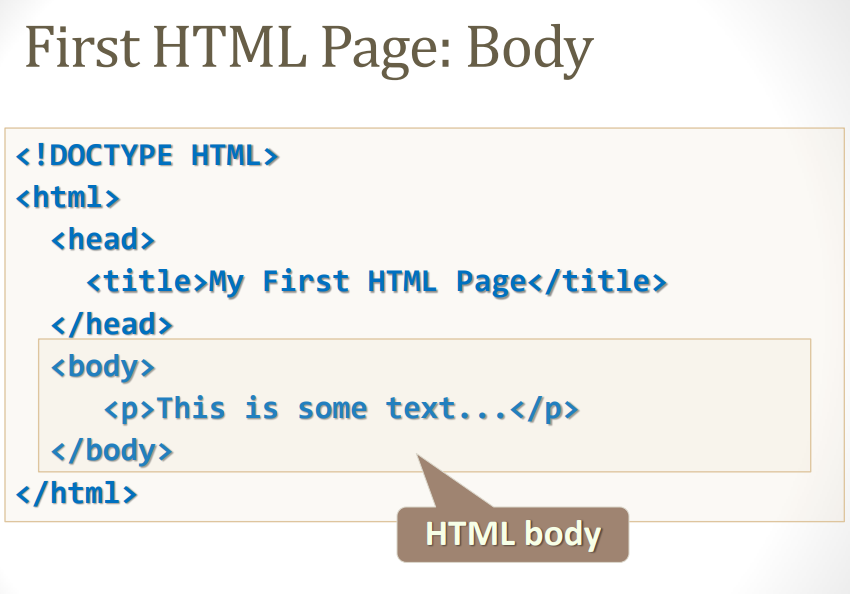 First HTML Page: Body
<!DOCTYPE HTML>
<html>
  <head>
    <title>My First HTML Page</title>
  </head>
  <body>
     <p>This is some text...</p>
  </body>
</html>
HTML body